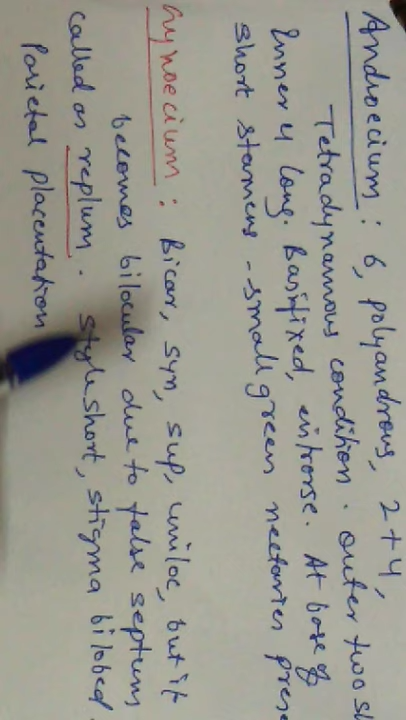 Androecium : 6, polyandrous, 2+4,
Tetradynamous condition. outer two
Inner 4 long. Basifixed, introrse. At base of
short stamens - small green nectaries
Gynoecium : Bicar, syn, sup, uniloc, but it
becomes bilocular due to false septum
called as replum. Style short, stigma bilobed.
Parietal placentation